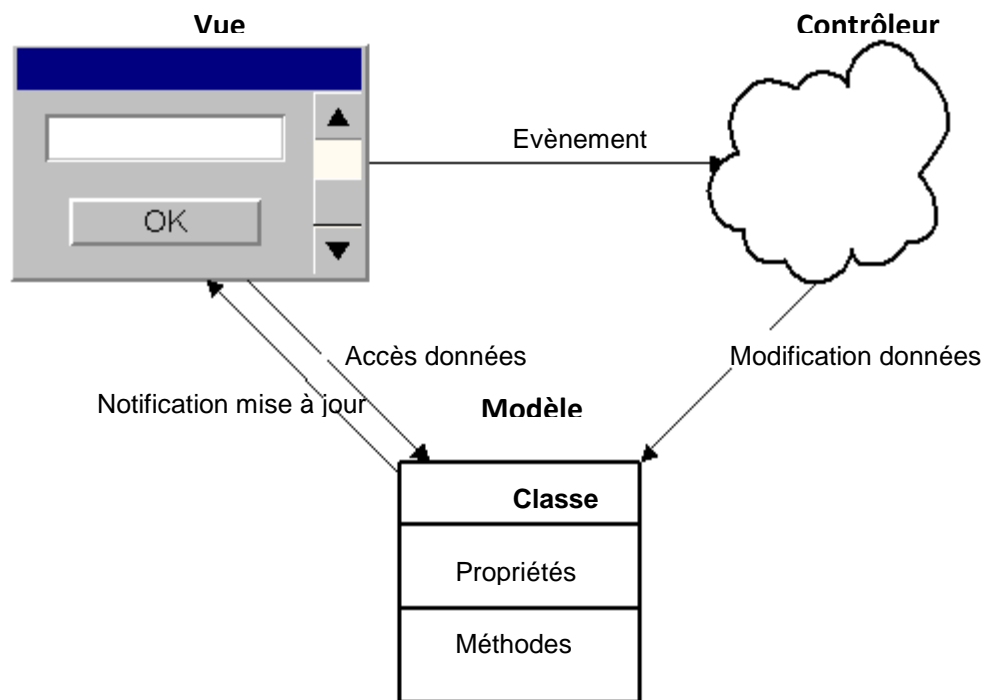 Vue
Contrôleur
Evènement
OK
Accès données
Modification données
Notification mise à jour
Modèle
Classe
Propriétés
Méthodes